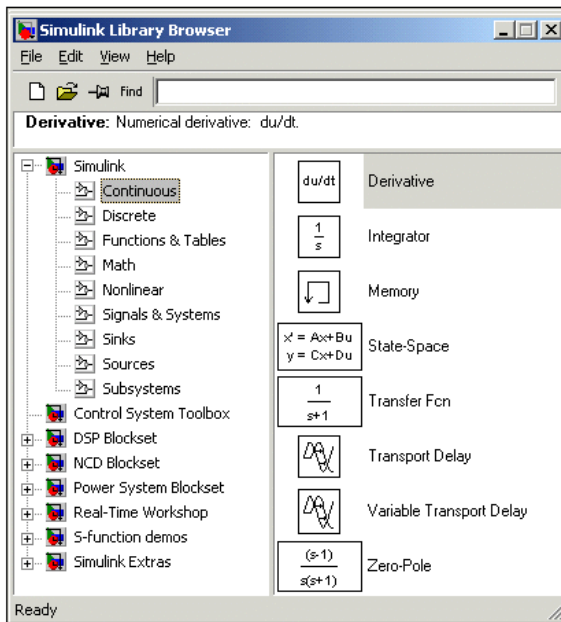 Simulink Library Browser
File Edit View Help
Find
Derivative: Numerical derivative: du/dt.
Simulink
Continuous
Discrete
Functions & Tables
Math
Nonlinear
Signals & Systems
Sinks
Sources
Subsystems
Control System Toolbox
DSP Blockset
NCD Blockset
Power System Blockset
Real-Time Workshop
S-function demos
Simulink Extras
du/dt Derivative
1
s
Integrator
Memory
x' = Ax+Bu
y = Cx+Du
State-Space
1
s+1
Transfer Fcn
Transport Delay
Variable Transport Delay
(s-1)
s(s+1)
Zero-Pole
Ready